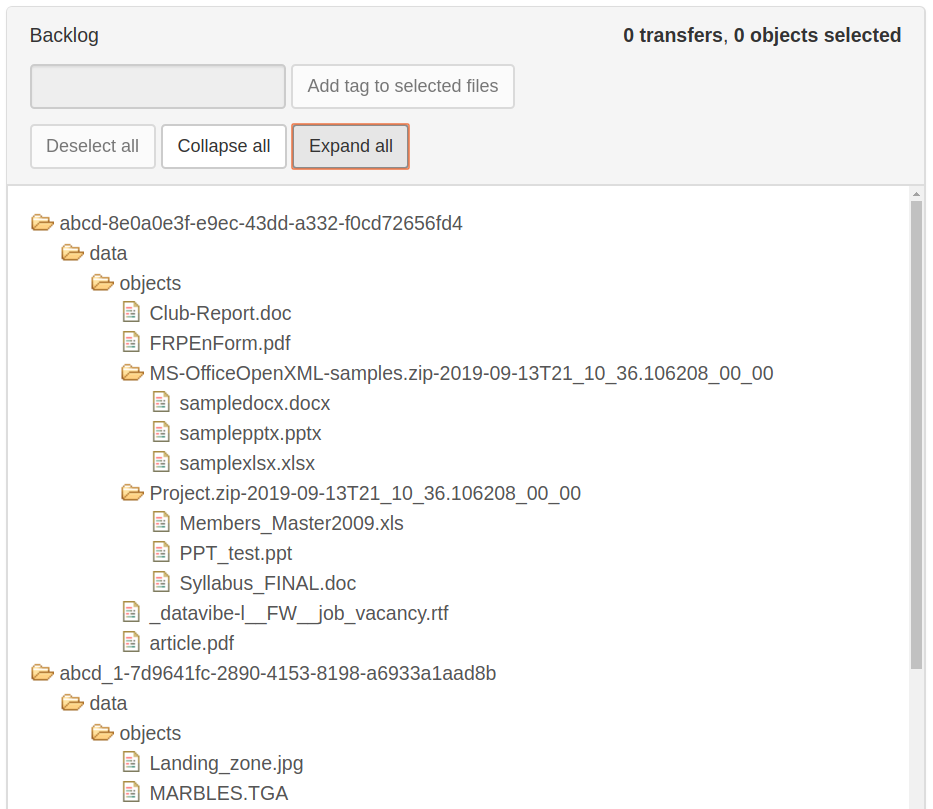 Backlog
0 transfers, 0 objects selected
Add tag to selected files
Deselect all
Collapse all
Expand all
abcd-8e0a0e3f-e9ec-43dd-a332-f0cd72656fd4
data
objects
Club-Report.doc
FRPEnForm.pdf
MS-OfficeOpenXML-samples.zip-2019-09-13T21_10_36.106208_00_00
sampledocx.docx
samplepptx.pptx
samplexlsx.xlsx
Project.zip-2019-09-13T21_10_36.106208_00_00
Members_Master2009.xls
PPT_test.ppt
Syllabus_FINAL.doc
_datavibe-l__FW__job_vacancy.rtf
article.pdf
abcd_1-7d9641fc-2890-4153-8198-a6933a1aad8b
data
objects
Landing_zone.jpg
MARBLES.TGA